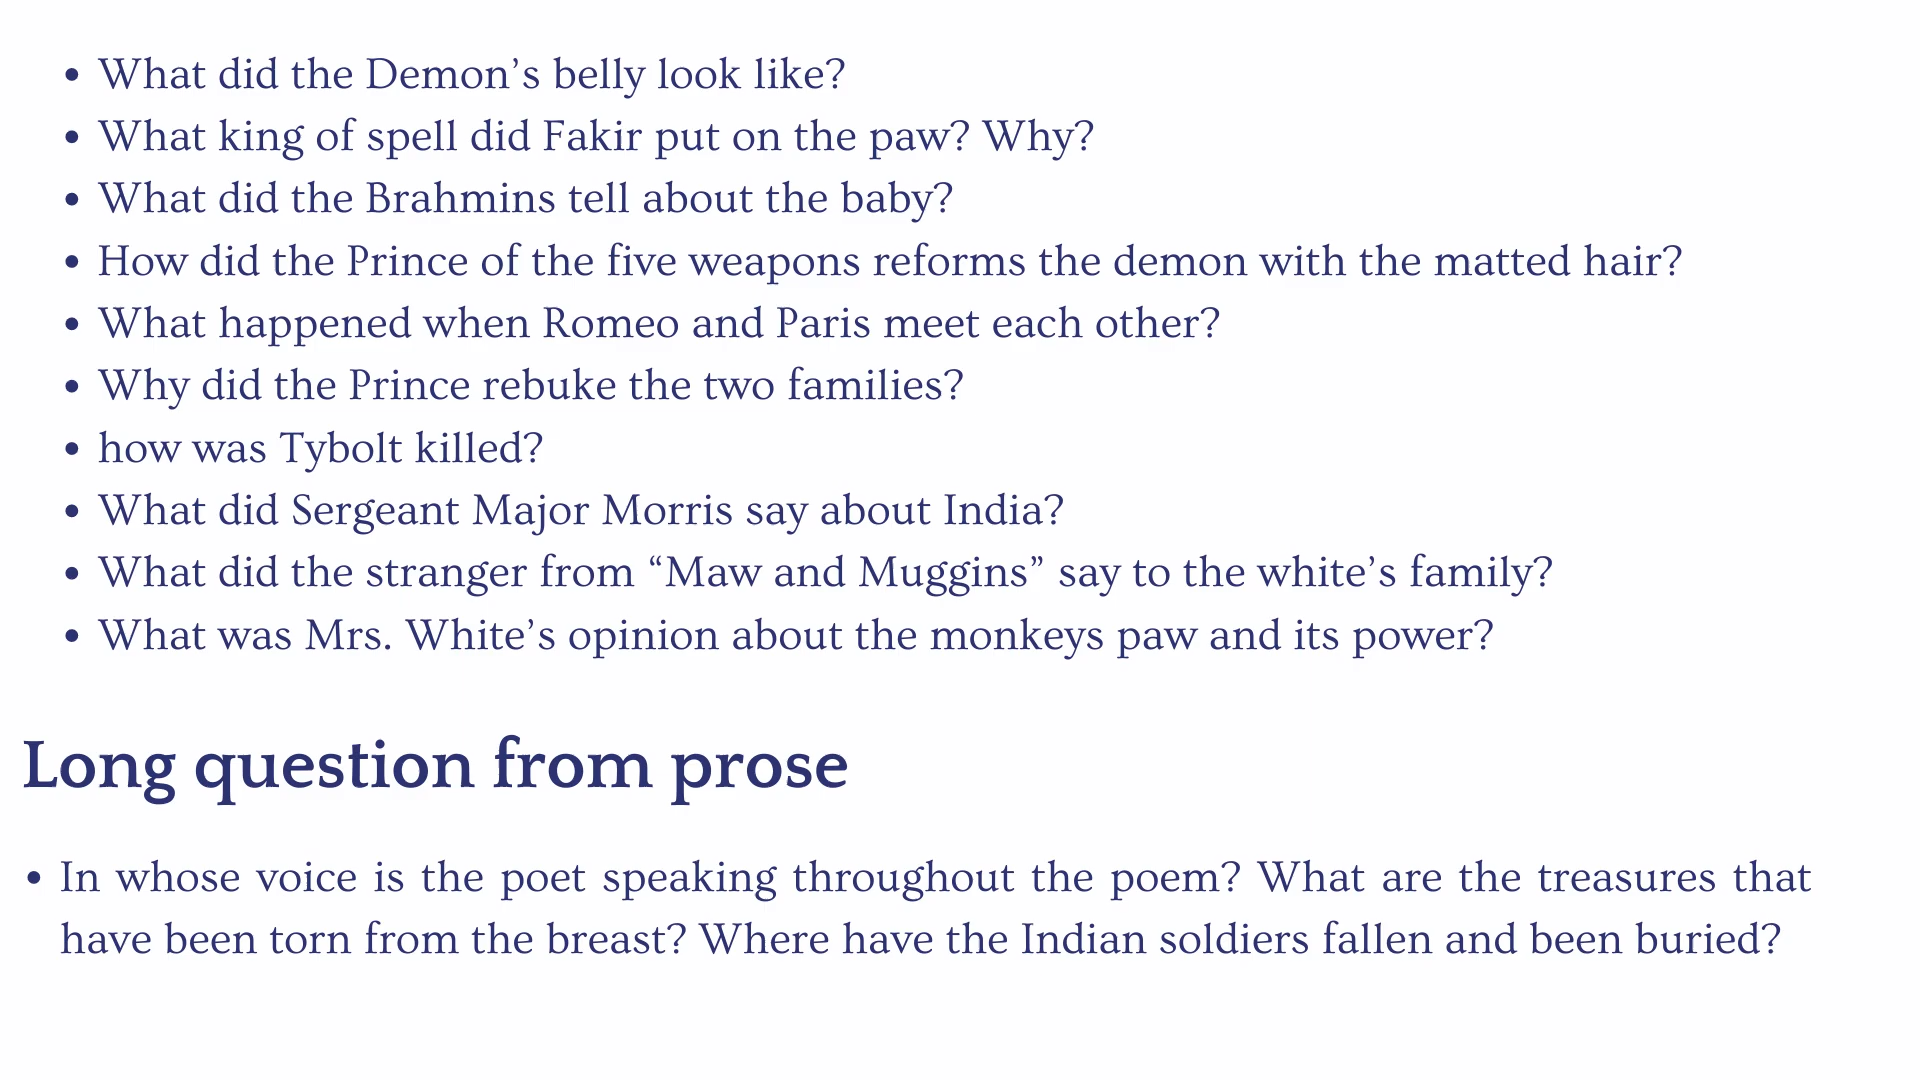 • What did the Demon’s belly look like?
• What king of spell did Fakir put on the paw? Why?
• What did the Brahmins tell about the baby?
• How did the Prince of the five weapons reforms the demon with the matted hair?
• What happened when Romeo and Paris meet each other?
• Why did the Prince rebuke the two families?
• how was Tybolt killed?
• What did Sergeant Major Morris say about India?
• What did the stranger from “Maw and Muggins” say to the white’s family?
• What was Mrs. White’s opinion about the monkeys paw and its power?
Long question from prose
• In whose voice is the poet speaking throughout the poem? What are the treasures that
have been torn from the breast? Where have the Indian soldiers fallen and been buried?